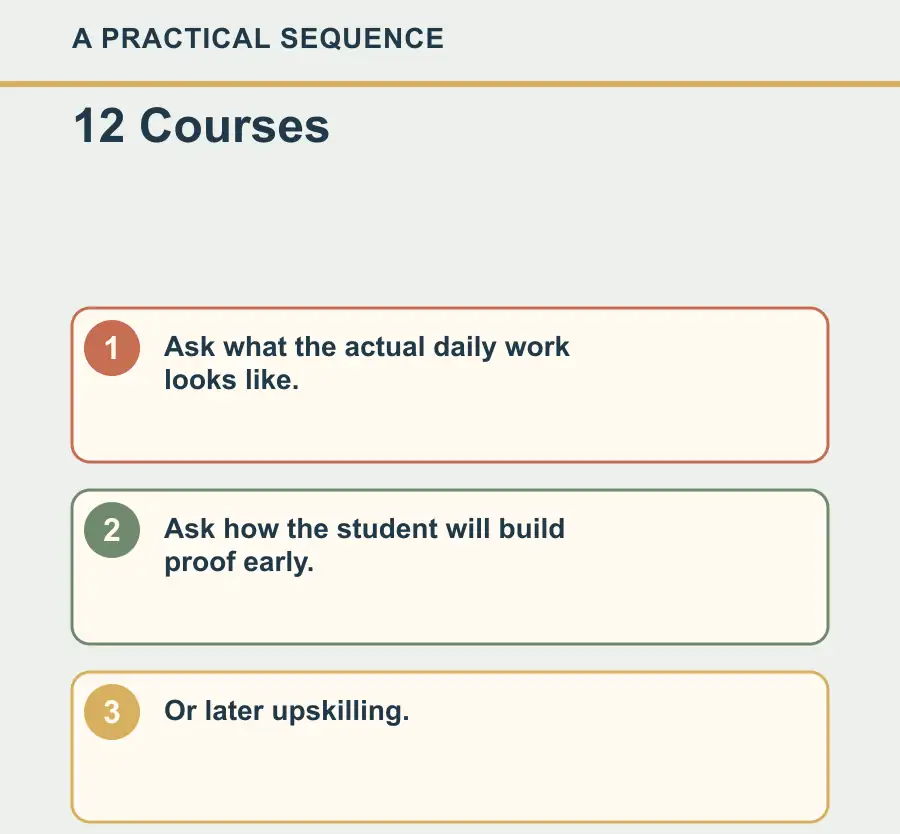 A PRACTICAL SEQUENCE
12 Courses
1
Ask what the actual daily work
looks like.
2
Ask how the student will build
proof early.
3
Or later upskilling.